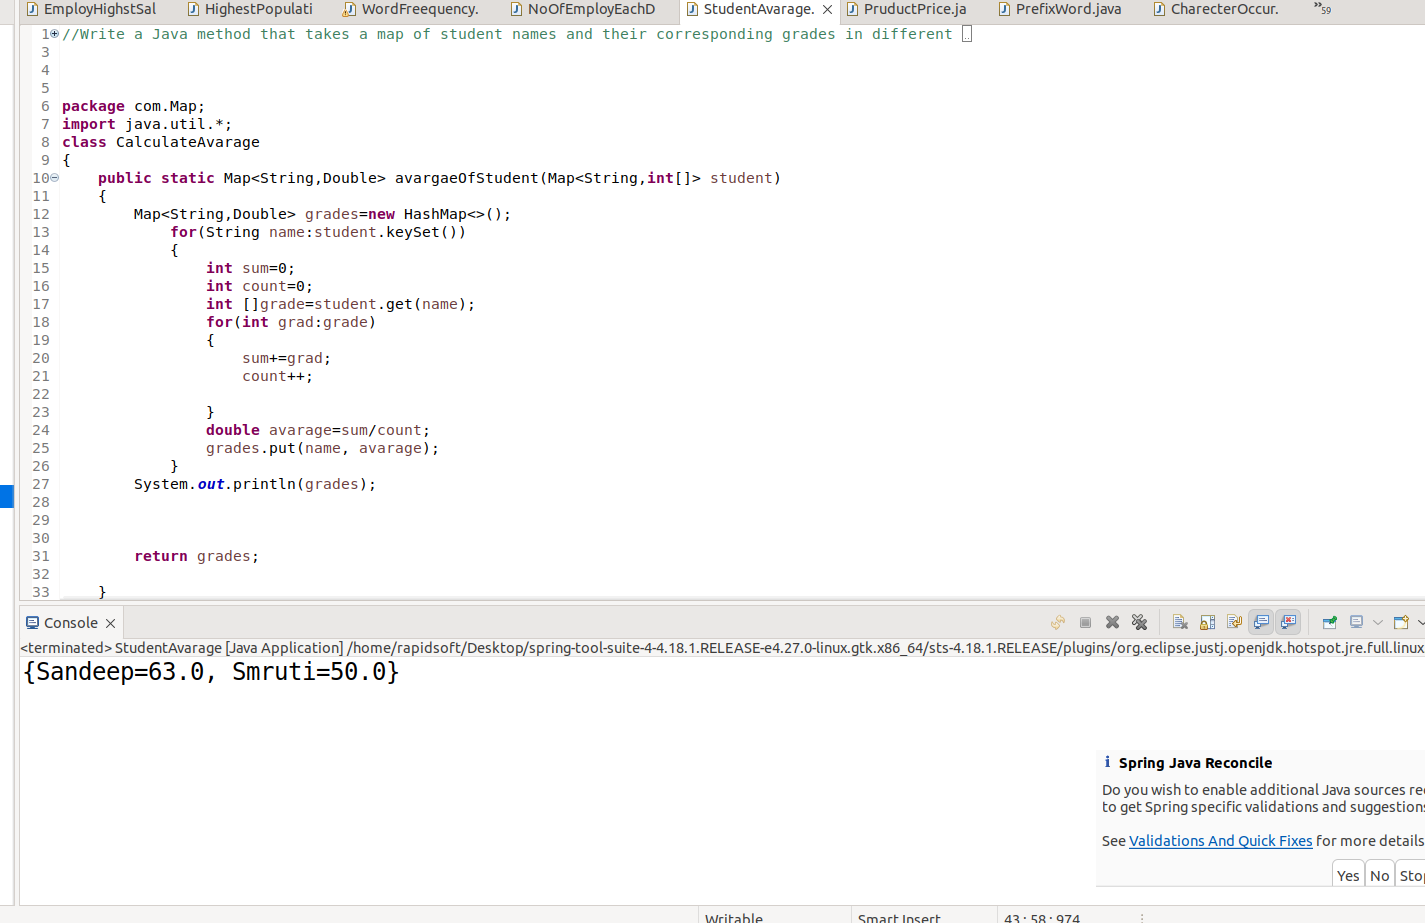 EmployHighstSal HighestPopulati WordFreequency. NoOfEmployEachD StudentAvarage. PruductPrice.ja PrefixWord.java CharecterOccur. »59
1 //Write a Java method that takes a map of student names and their corresponding grades in different
3
4
5
6 package com.Map;
7 import java.util.*;
8 class CalculateAvarage
9 {
10 public static Map<String,Double> avargaeOfStudent(Map<String,int[]> student)
11 {
12 Map<String,Double> grades=new HashMap<>();
13 for(String name:student.keySet())
14 {
15 int sum=0;
16 int count=0;
17 int []grade=student.get(name);
18 for(int grad:grade)
19 {
20 sum+=grad;
21 count++;
22
23 }
24 double avarage=sum/count;
25 grades.put(name, avarage);
26 }
27 System.out.println(grades);
28
29
30
31 return grades;
32
33 }
Console
<terminated> StudentAvarage [Java Application] /home/rapidsoft/Desktop/spring-tool-suite-4-4.18.1.RELEASE-e4.27.0-linux.gtk.x86_64/sts-4.18.1.RELEASE/plugins/org.eclipse.justj.openjdk.hotspot.jre.full.linux
{Sandeep=63.0, Smruti=50.0}
Spring Java Reconcile
Do you wish to enable additional Java sources re
to get Spring specific validations and suggestions
See Validations And Quick Fixes for more details
Yes No Stop
Writable Smart Insert 43 : 58 : 974